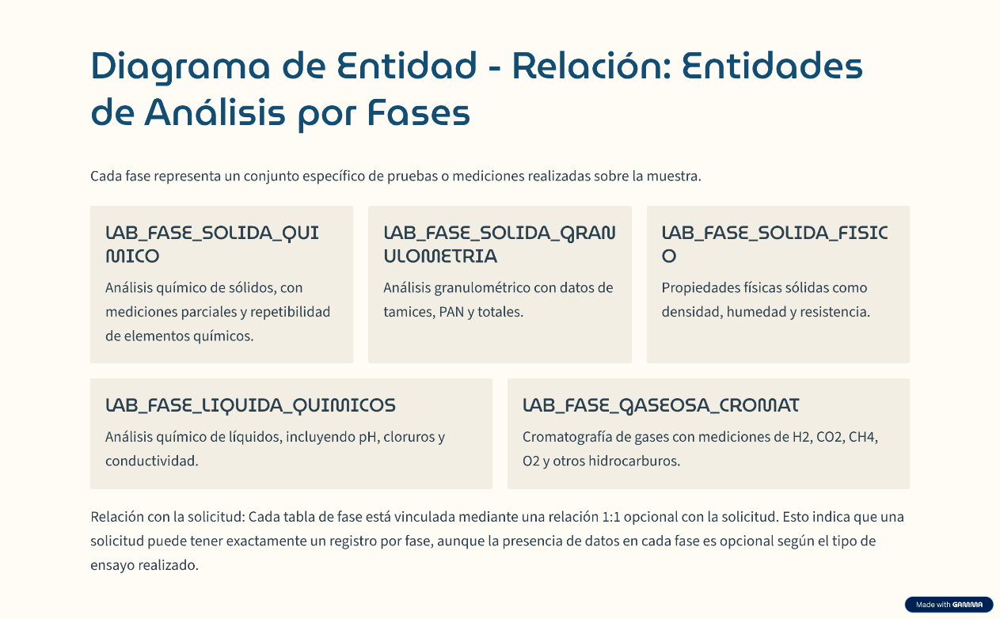 Diagrama de Entidad - Relación: Entidades
de Análisis por Fases
Cada fase representa un conjunto específico de pruebas o mediciones realizadas sobre la muestra.
LAB_FASE_SOLIDA_QUI
MICO
Análisis químico de sólidos, con
mediciones parciales y repetibilidad
de elementos químicos.
LAB_FASE_SOLIDA_GRAN
ULOMETRIA
Análisis granulométrico con datos de
tamices, PAN y totales.
LAB_FASE_SOLIDA_FISIC
O
Propiedades físicas sólidas como
densidad, humedad y resistencia.
LAB_FASE_LIQUIDA_QUIMICOS
Análisis químico de líquidos, incluyendo pH, cloruros y
conductividad.
LAB_FASE_GASEOSA_CROMAT
Cromatografía de gases con mediciones de H2, CO2, CH4,
O2 y otros hidrocarburos.
Relación con la solicitud: Cada tabla de fase está vinculada mediante una relación 1:1 opcional con la solicitud. Esto indica que una
solicitud puede tener exactamente un registro por fase, aunque la presencia de datos en cada fase es opcional según el tipo de
ensayo realizado.
Made with GAMMA